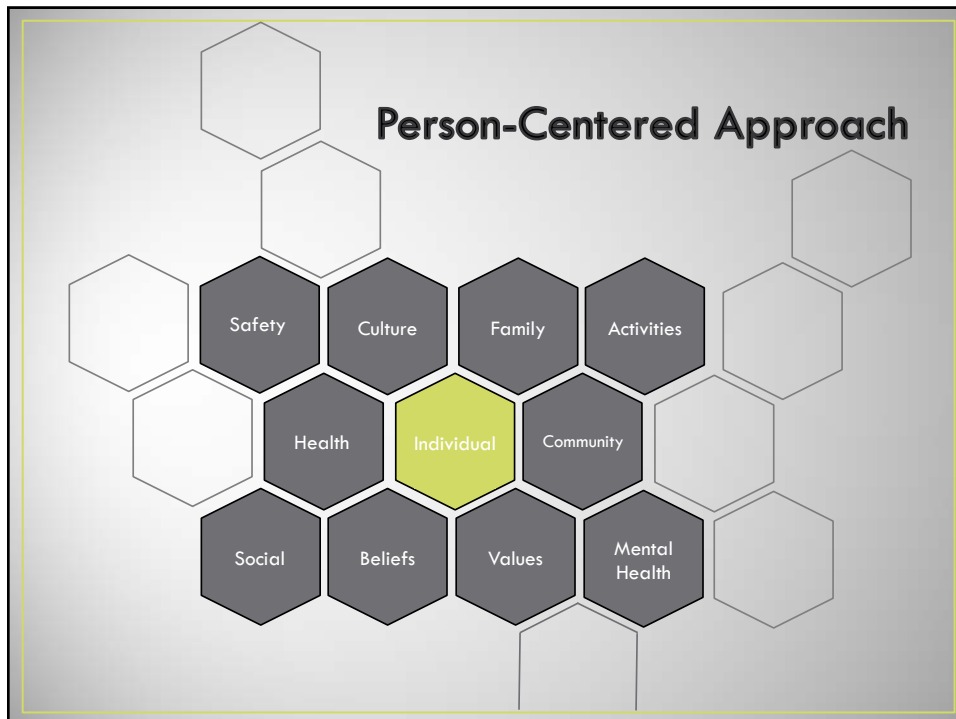 Person-Centered Approach
Safety
Culture
Family
Activities
Health
Individual
Community
Social
Beliefs
Values
Mental
Health